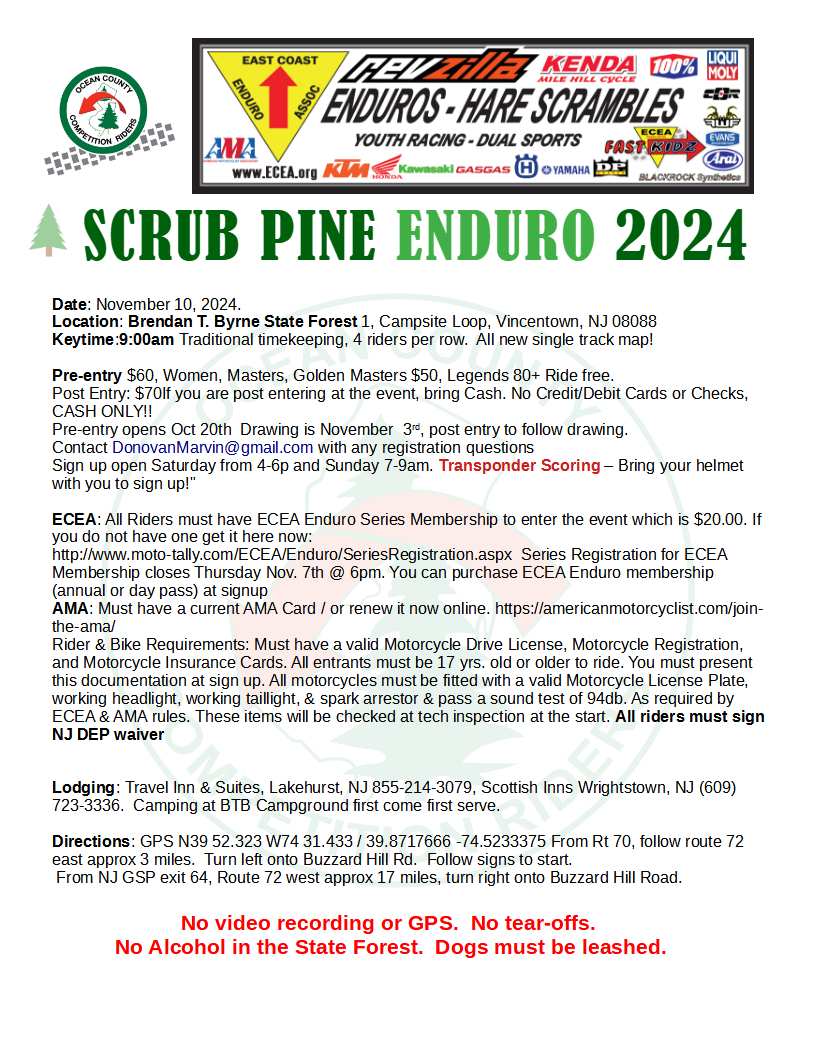 OCEAN COUNTY
COMPETITION RIDERS
EAST COAST
ENDURO
ASSOC
AMA
www.ECEA.org
revzilla
KENDA
MILE HILL CYCLE
100%
LIQUI
MOLY
ENDUROS - HARE SCRAMBLES
YOUTH RACING - DUAL SPORTS
ECEA
FAST KIDZ
EVANS
Arai
KTM
HONDA
Kawasaki
GASGAS
YAMAHA
DP
BLACKROCK Synthetics
SCRUB PINE ENDURO 2024
Date: November 10, 2024.
Location: Brendan T. Byrne State Forest 1, Campsite Loop, Vincentown, NJ 08088
Keytime:9:00am Traditional timekeeping, 4 riders per row.  All new single track map!
Pre-entry $60, Women, Masters, Golden Masters $50, Legends 80+ Ride free.
Post Entry: $70If you are post entering at the event, bring Cash. No Credit/Debit Cards or Checks,
CASH ONLY!!
Pre-entry opens Oct 20th  Drawing is November  3rd, post entry to follow drawing.
Contact DonovanMarvin@gmail.com with any registration questions
Sign up open Saturday from 4-6p and Sunday 7-9am. Transponder Scoring – Bring your helmet
with you to sign up!"
ECEA: All Riders must have ECEA Enduro Series Membership to enter the event which is $20.00. If
you do not have one get it here now:
http://www.moto-tally.com/ECEA/Enduro/SeriesRegistration.aspx  Series Registration for ECEA
Membership closes Thursday Nov. 7th @ 6pm. You can purchase ECEA Enduro membership
(annual or day pass) at signup
AMA: Must have a current AMA Card / or renew it now online. https://americanmotorcyclist.com/join-
the-ama/
Rider & Bike Requirements: Must have a valid Motorcycle Drive License, Motorcycle Registration,
and Motorcycle Insurance Cards. All entrants must be 17 yrs. old or older to ride. You must present
this documentation at sign up. All motorcycles must be fitted with a valid Motorcycle License Plate,
working headlight, working taillight, & spark arrestor & pass a sound test of 94db. As required by
ECEA & AMA rules. These items will be checked at tech inspection at the start. All riders must sign
NJ DEP waiver
Lodging: Travel Inn & Suites, Lakehurst, NJ 855-214-3079, Scottish Inns Wrightstown, NJ (609)
723-3336.  Camping at BTB Campground first come first serve.
Directions: GPS N39 52.323 W74 31.433 / 39.8717666 -74.5233375 From Rt 70, follow route 72
east approx 3 miles.  Turn left onto Buzzard Hill Rd.  Follow signs to start.
From NJ GSP exit 64, Route 72 west approx 17 miles, turn right onto Buzzard Hill Road.
No video recording or GPS.  No tear-offs.
No Alcohol in the State Forest.  Dogs must be leashed.
OCEAN COUNTY
COMPETITION RIDERS